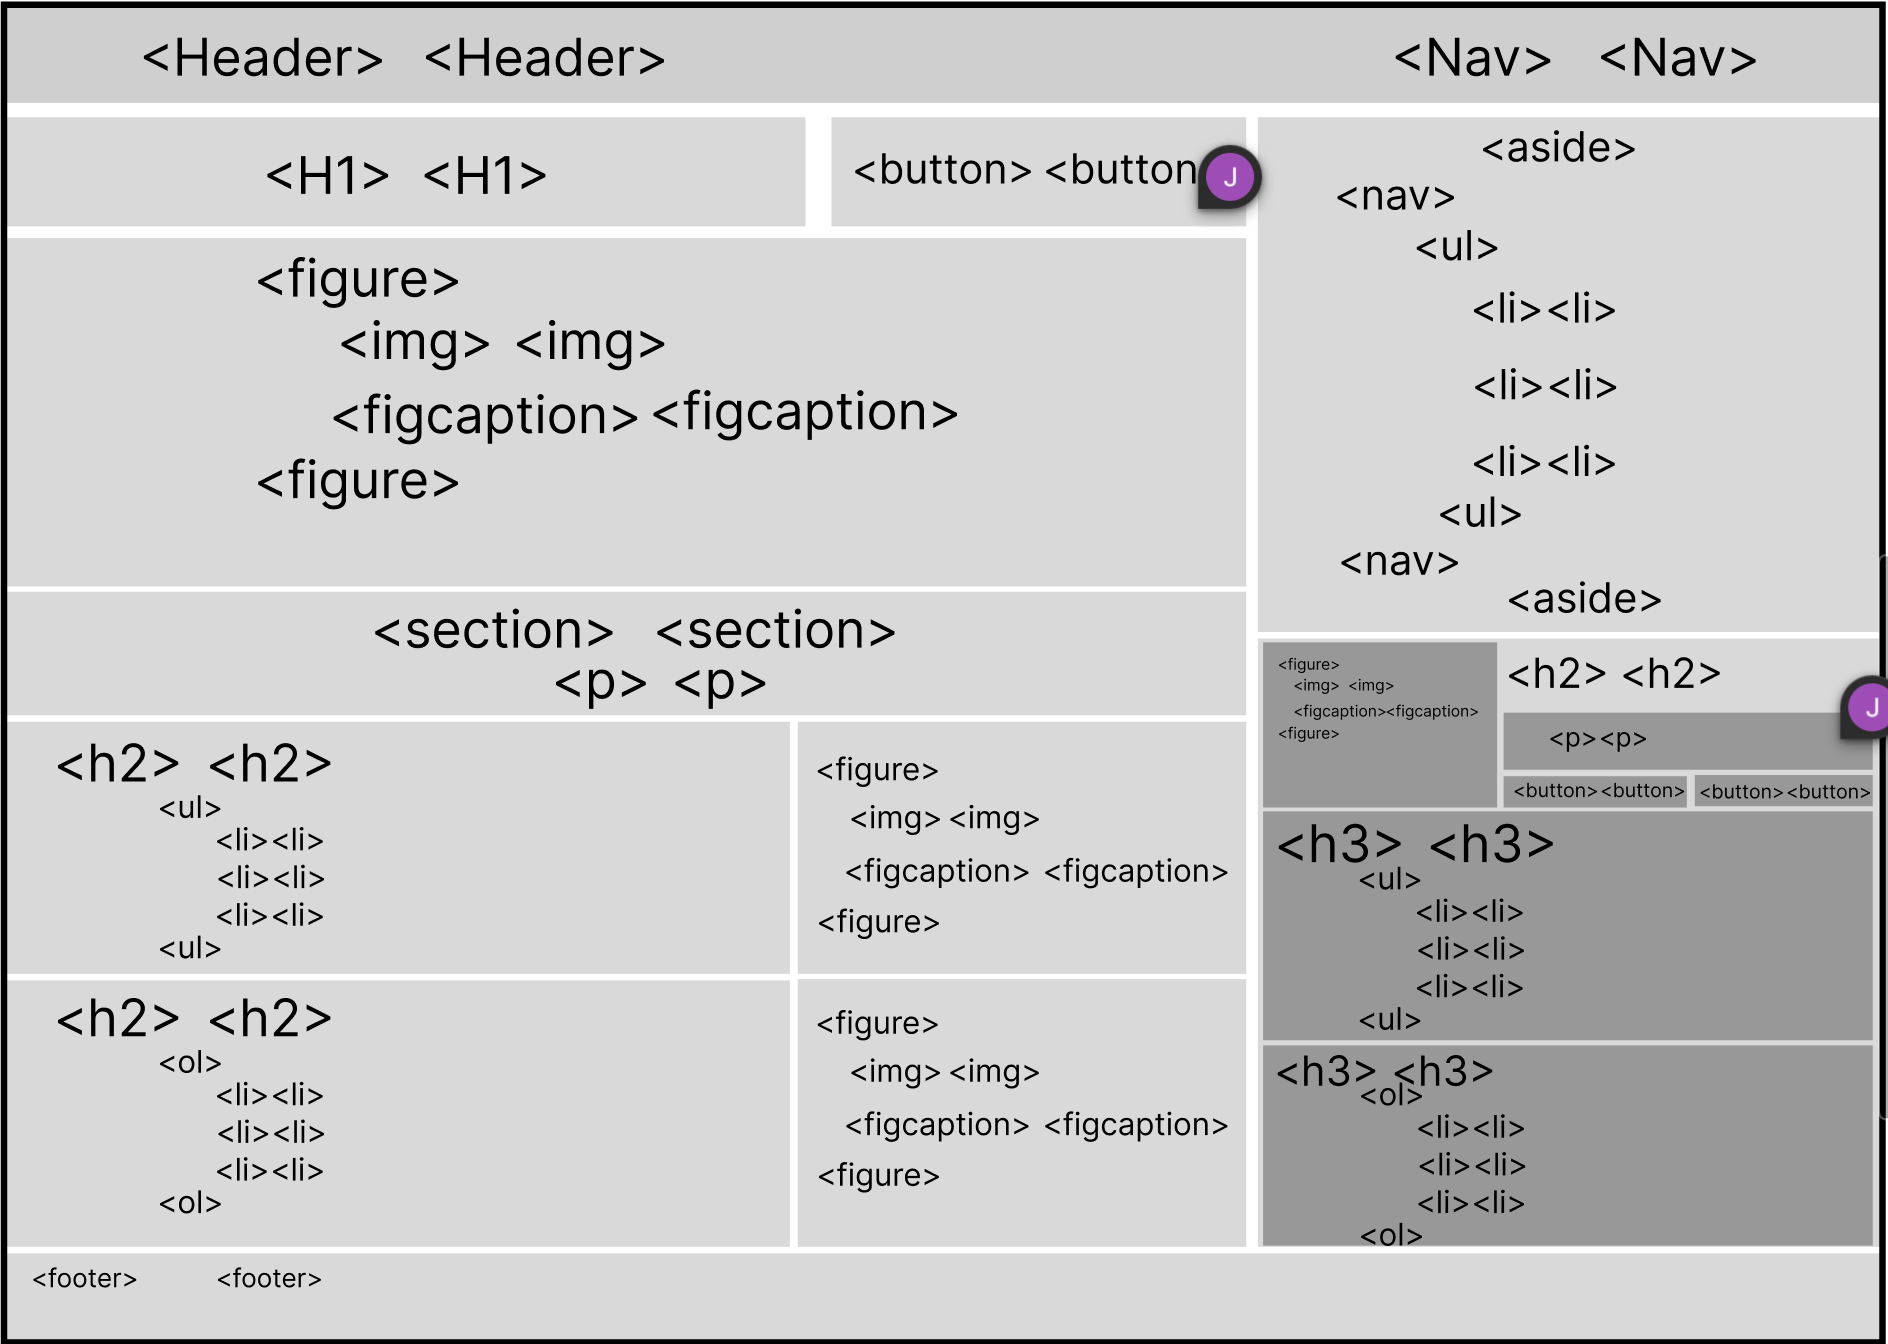 <Header> <Header>
<Nav> <Nav>
<H1> <H1>
<button> <button
J
<figure>
<img> <img>
<figcaption> <figcaption>
<figure>
<section> <section>
<p> <p>
<h2> <h2>
<ul>
<li><li>
<li><li>
<li><li>
<ul>
<figure>
<img> <img>
<figcaption> <figcaption>
<figure>
<h2> <h2>
<ol>
<li><li>
<li><li>
<li><li>
<ol>
<figure>
<img> <img>
<figcaption> <figcaption>
<figure>
<aside>
<nav>
<ul>
<li><li>
<li><li>
<li><li>
<ul>
<nav>
<aside>
<figure>
<img> <img>
<figcaption><figcaption>
<figure>
<h2> <h2>
J
<p><p>
<button><button>
<button><button>
<h3> <h3>
<ul>
<li><li>
<li><li>
<li><li>
<ul>
<h3> <h3>
<ol>
<li><li>
<li><li>
<li><li>
<ol>
<footer> <footer>